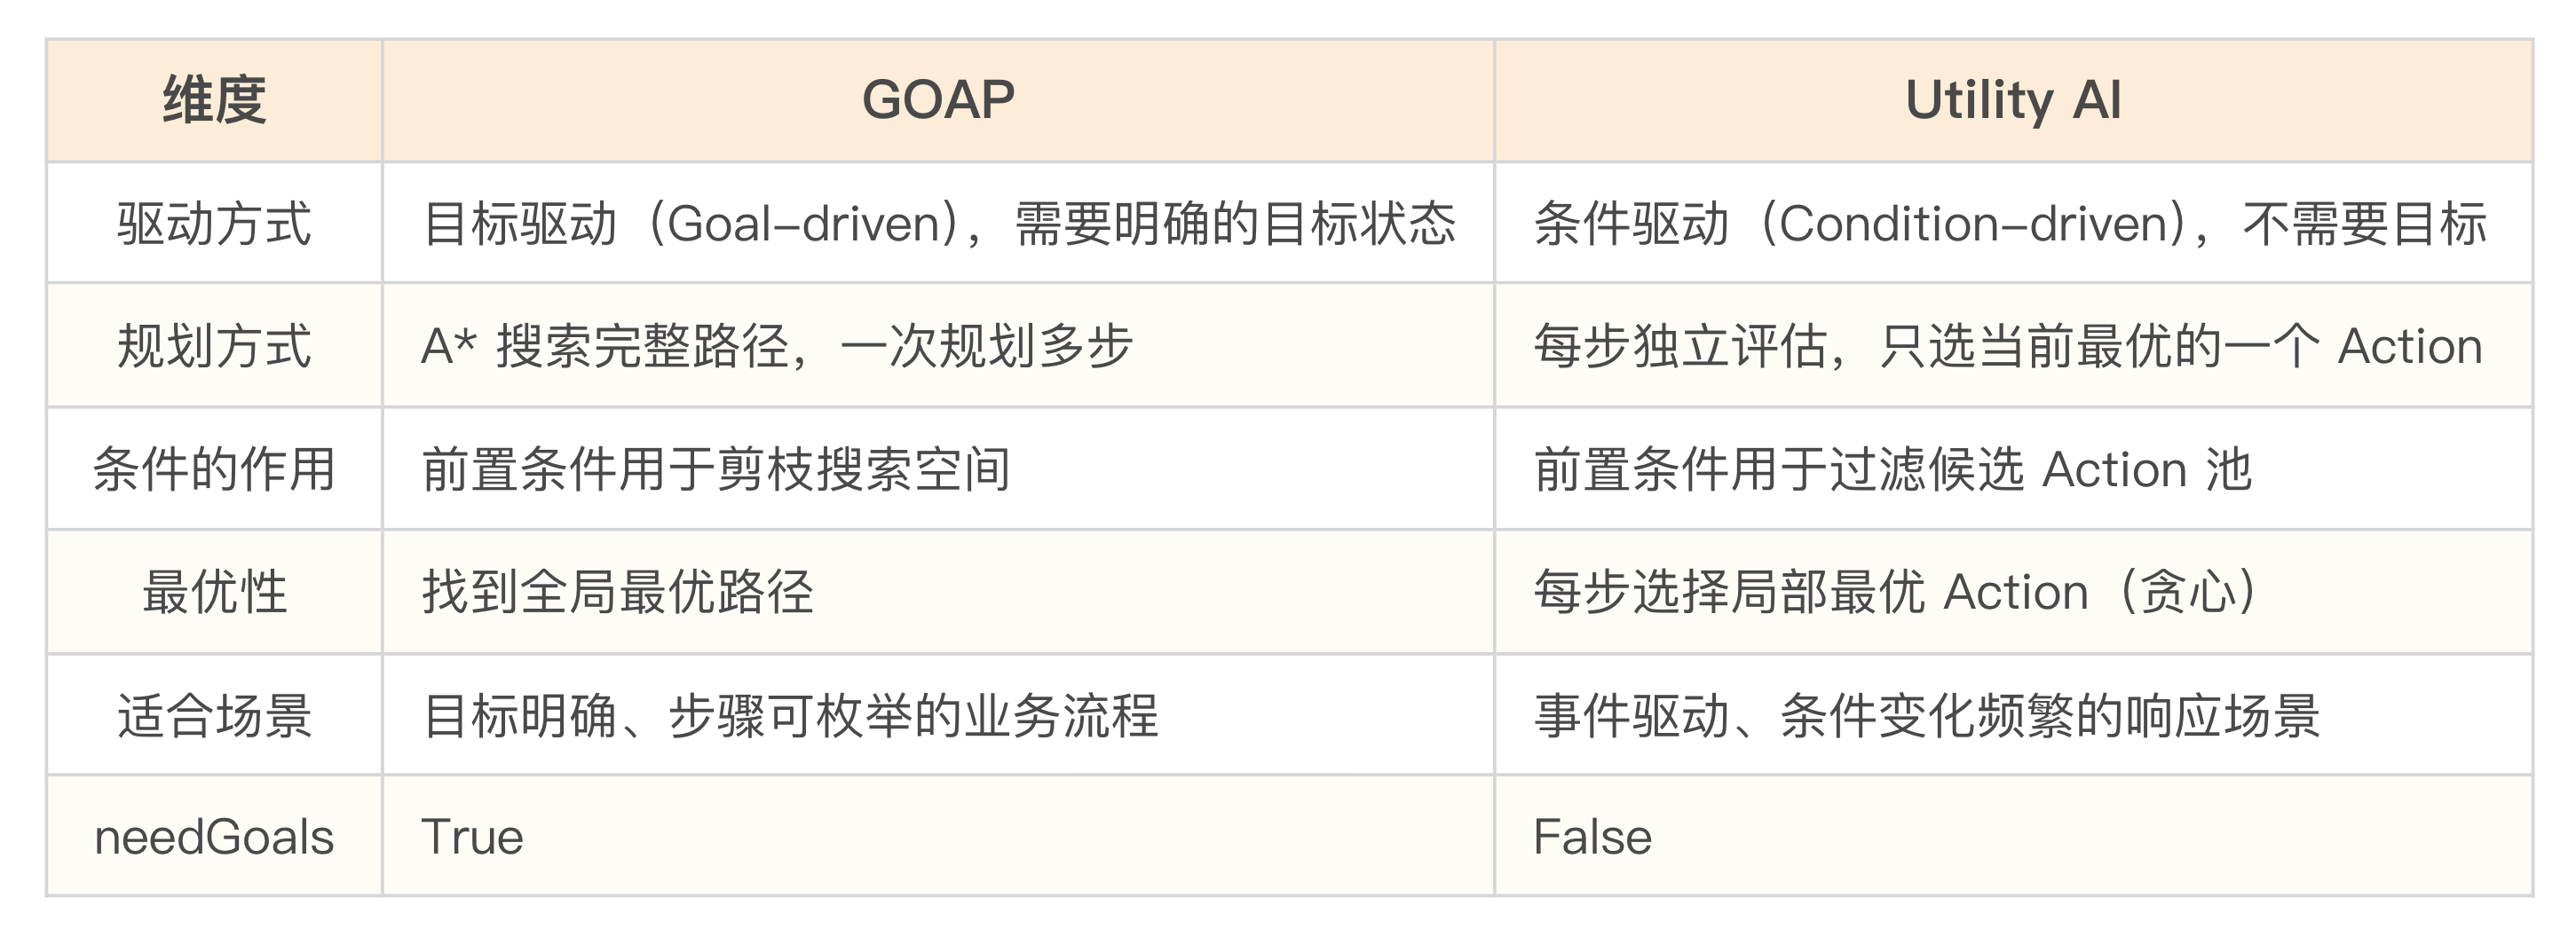 维度 GOAP Utility AI
驱动方式 目标驱动（Goal-driven），需要明确的目标状态 条件驱动（Condition-driven），不需要目标
规划方式 A* 搜索完整路径，一次规划多步 每步独立评估，只选当前最优的一个 Action
条件的作用 前置条件用于剪枝搜索空间 前置条件用于过滤候选 Action 池
最优性 找到全局最优路径 每步选择局部最优 Action（贪心）
适合场景 目标明确、步骤可枚举的业务流程 事件驱动、条件变化频繁的响应场景
needGoals True False